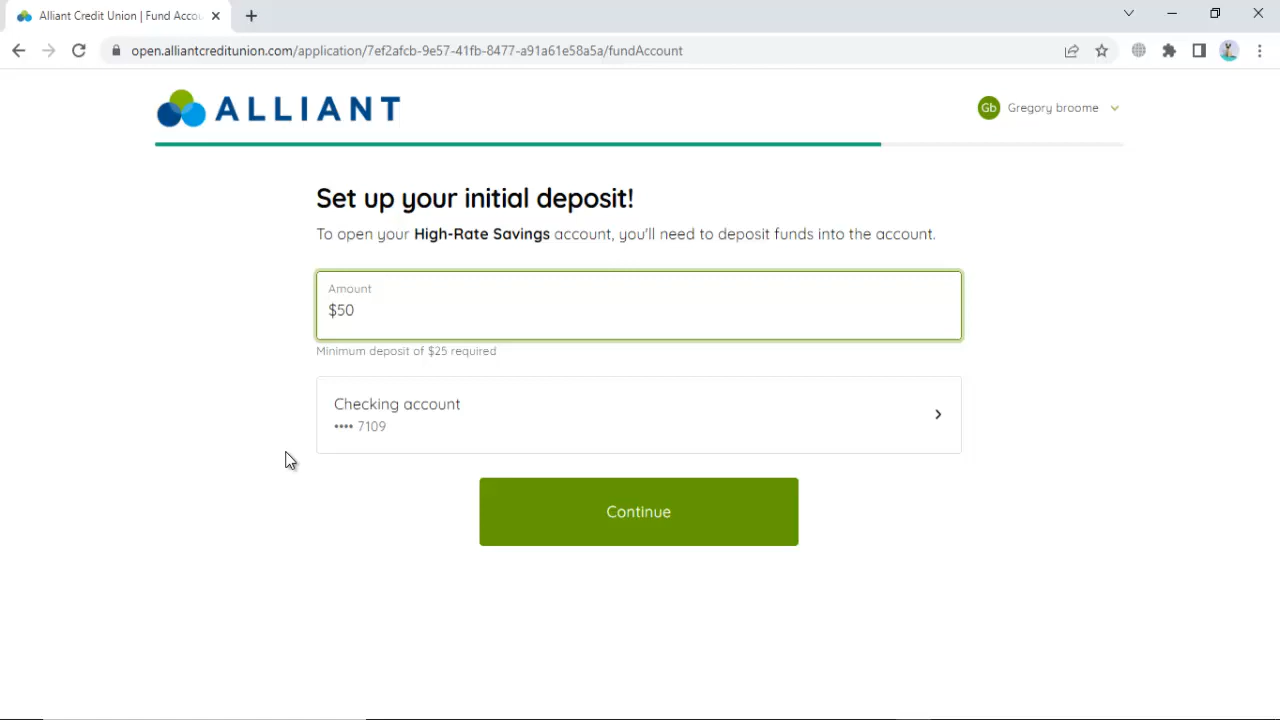 Alliant Credit Union | Fund Accou
open.alliantcreditunion.com/application/7ef2afcb-9e57-41fb-8477-a91a61e58a5a/fundAccount
ALLIANT
Gb Gregory broome
Set up your initial deposit!
To open your High-Rate Savings account, you'll need to deposit funds into the account.
Amount
$50
Minimum deposit of $25 required
Checking account
•••• 7109
Continue